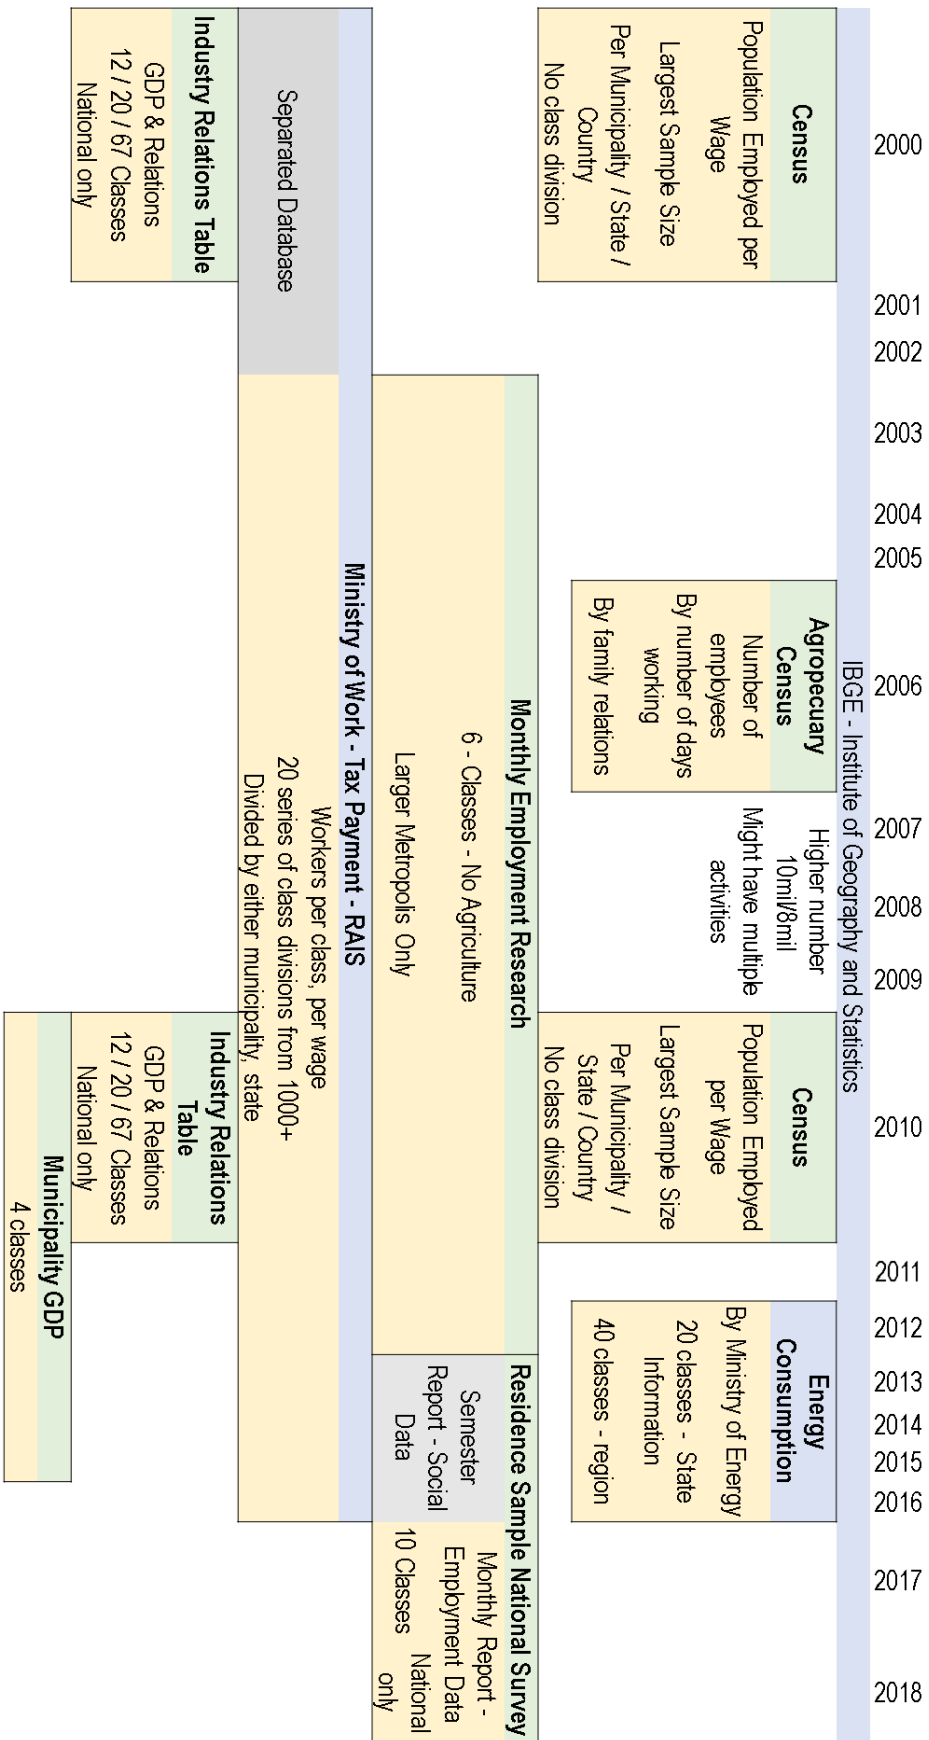 2000
2001
2002
2003
2004
2005
2006
2007
2008
2009
2010
2011
2012
2013
2014
2015
2016
2017
2018
IBGE - Institute of Geography and Statistics
Census
Population Employed per
Wage
Largest Sample Size
Per Municipality / State /
Country
No class division
Agropecuary
Census
Number of
employees
By number of days
working
By family relations
Higher number
10mil/8mil
Might have multiple
activities
Census
Population Employed
per Wage
Largest Sample Size
Per Municipality /
State / Country
No class division
Energy
Consumption
By Ministry of Energy
20 classes - State
Information
40 classes - region
Monthly Employment Research
6 - Classes - No Agriculture
Larger Metropolis Only
Residence Sample National Survey
Semester
Report - Social
Data
Monthly Report -
Employment Data
10 Classes
National
only
Ministry of Work - Tax Payment - RAIS
Separated Database
Workers per class, per wage
20 series of class divisions from 1000+
Divided by either municipality, state
Industry Relations Table
GDP & Relations
12 / 20 / 67 Classes
National only
Industry Relations
Table
GDP & Relations
12 / 20 / 67 Classes
National only
Municipality GDP
4 classes